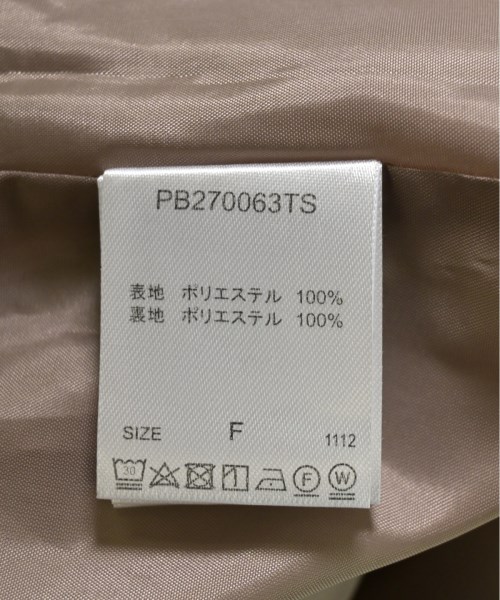 PB270063TS
表地 ポリエステル 100%
裏地 ポリエステル 100%
SIZE F 1112
30 F W